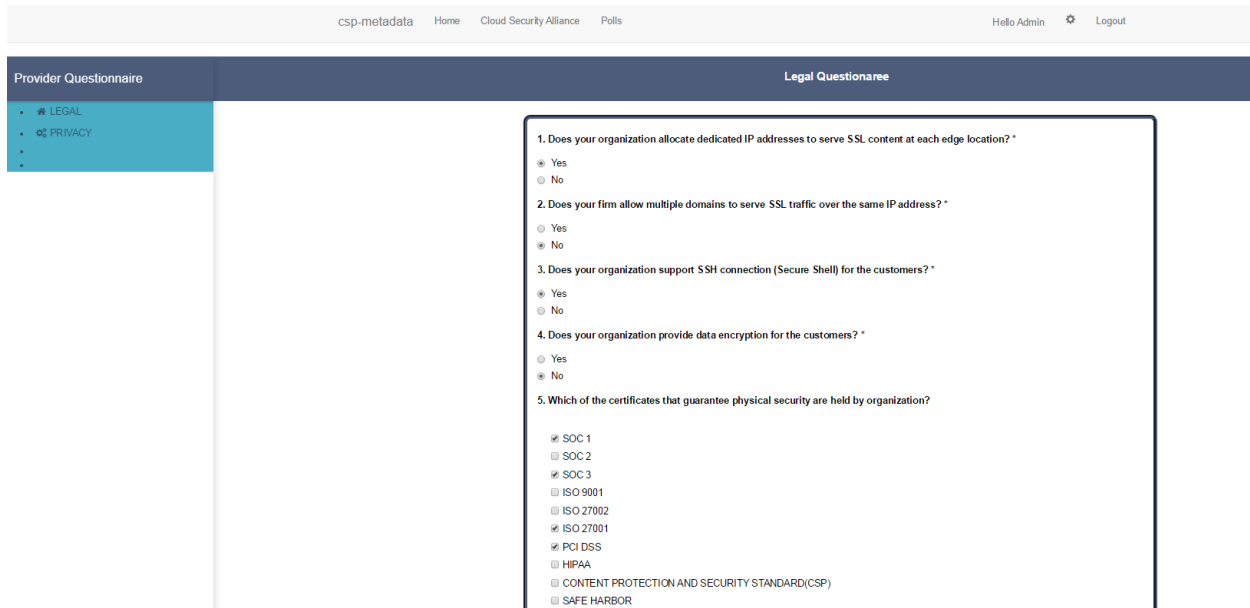 csp-metadata Home Cloud Security Alliance Polls Hello Admin Logout
Provider Questionnaire
Legal Questionaree
LEGAL
PRIVACY
1. Does your organization allocate dedicated IP addresses to serve SSL content at each edge location? *
Yes
No
2. Does your firm allow multiple domains to serve SSL traffic over the same IP address? *
Yes
No
3. Does your organization support SSH connection (Secure Shell) for the customers? *
Yes
No
4. Does your organization provide data encryption for the customers? *
Yes
No
5. Which of the certificates that guarantee physical security are held by organization?
SOC 1
SOC 2
SOC 3
ISO 9001
ISO 27002
ISO 27001
PCI DSS
HIPAA
CONTENT PROTECTION AND SECURITY STANDARD(CSP)
SAFE HARBOR